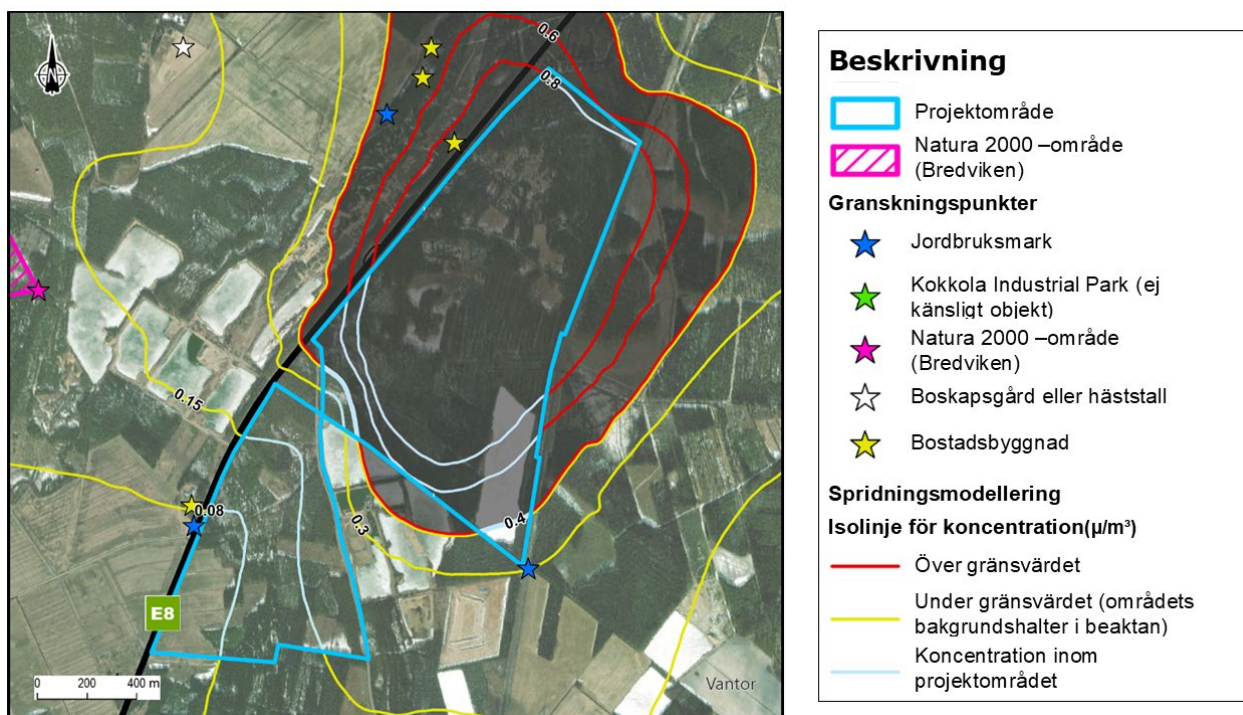 N
0.6
0.8
0.15
0.08
0.3
0.4
E8
0 200 400 m
Vantor
Beskrivning
Projektområde
Natura 2000 –område
(Bredviken)
Granskningspunkter
Jordbruksmark
Kokkola Industrial Park (ej
känsligt objekt)
Natura 2000 –område
(Bredviken)
Boskapsgård eller häststall
Bostadsbyggnad
Spridningsmodellering
Isolinje för koncentration(µ/m³)
Över gränsvärdet
Under gränsvärdet (områdets
bakgrundshalter i beaktan)
Koncentration inom
projektområdet